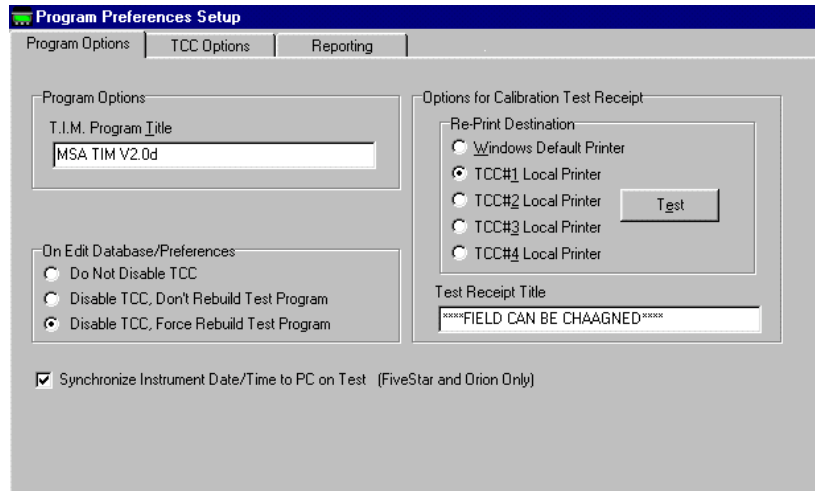 Program Preferences Setup
Program Options
TCC Options
Reporting
Program Options
T.I.M. Program Title
MSA TIM V2.0d
On Edit Database/Preferences
Do Not Disable TCC
Disable TCC, Don't Rebuild Test Program
Disable TCC, Force Rebuild Test Program
Options for Calibration Test Receipt
Re-Print Destination
Windows Default Printer
TCC#1 Local Printer
TCC#2 Local Printer
TCC#3 Local Printer
TCC#4 Local Printer
Test
Test Receipt Title
****FIELD CAN BE CHAAGNED****
Synchronize Instrument Date/Time to PC on Test (FiveStar and Orion Only)